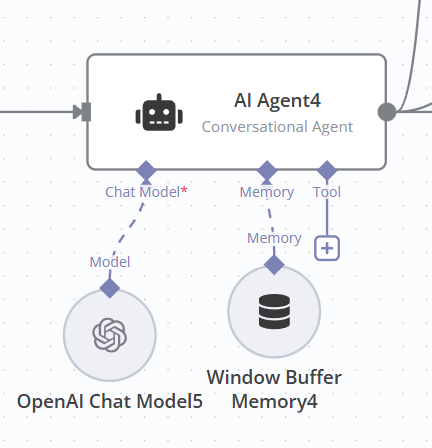 AI Agent4
Conversational Agent
Chat Model*
Memory
Tool
Memory
Model
OpenAI Chat Model5
Window Buffer
Memory4